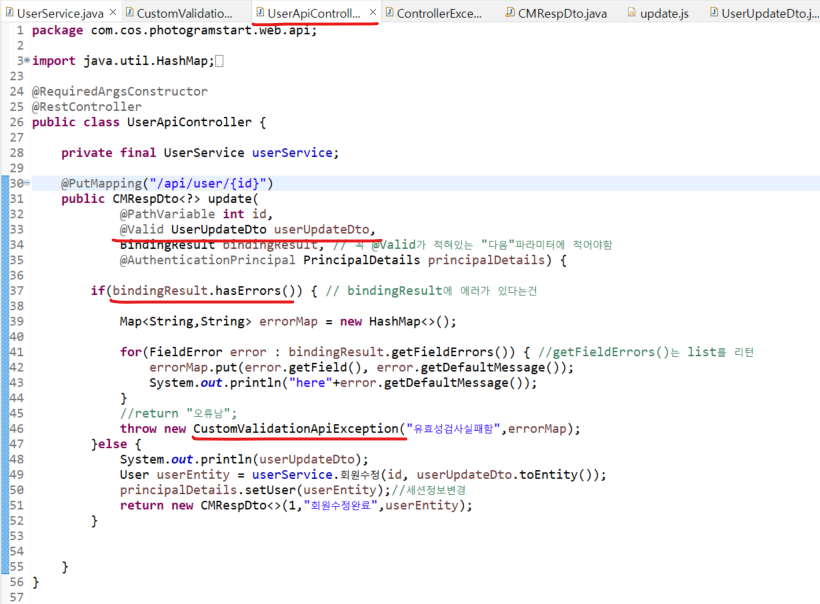 UserService.java CustomValidatio... UserApiControll... ControllerExce... CMRespDto.java update.js UserUpdateDto.j...
1 package com.cos.photogramstart.web.api;
2
3 import java.util.HashMap;
23
24 @RequiredArgsConstructor
25 @RestController
26 public class UserApiController {
27
28 private final UserService userService;
29
30 @PutMapping("/api/user/{id}")
31 public CMRespDto<?> update(
32 @PathVariable int id,
33 @Valid UserUpdateDto userUpdateDto,
34 BindingResult bindingResult, // 꼭 @Valid가 적혀있는 "다음"파라미터에 적어야함
35 @AuthenticationPrincipal PrincipalDetails principalDetails) {
36
37 if(bindingResult.hasErrors()) { // bindingResult에 에러가 있다는건
38
39 Map<String,String> errorMap = new HashMap<>();
40
41 for(FieldError error : bindingResult.getFieldErrors()) { //getFieldErrors()는 list를 리턴
42 errorMap.put(error.getField(), error.getDefaultMessage());
43 System.out.println("here"+error.getDefaultMessage());
44 }
45 //return "오류남";
46 throw new CustomValidationApiException("유효성검사실패함",errorMap);
47 }else {
48 System.out.println(userUpdateDto);
49 User userEntity = userService.회원수정(id, userUpdateDto.toEntity());
50 principalDetails.setUser(userEntity);//세션정보변경
51 return new CMRespDto<>(1,"회원수정완료",userEntity);
52 }
53
54
55 }
56 }
57